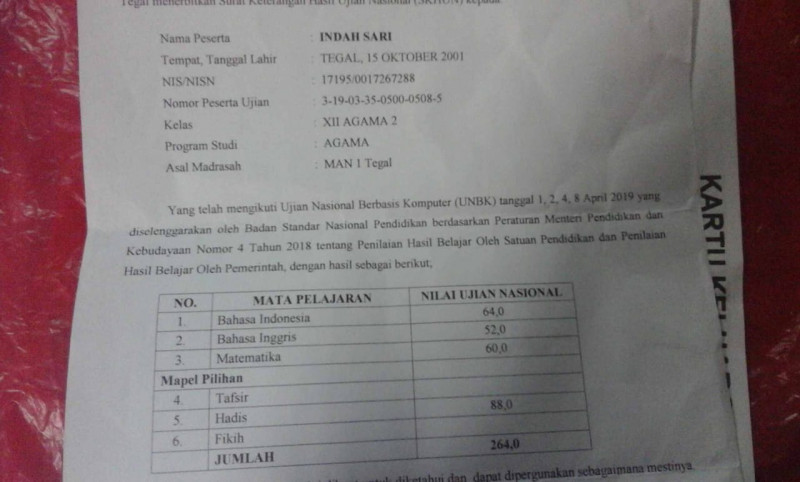 Tegal menerbitkan Surat Keterangan Hasil Ujian Nasional (SKHUN) kepada
Nama Peserta : INDAH SARI
Tempat, Tanggal Lahir : TEGAL, 15 OKTOBER 2001
NIS/NISN : 17195/0017267288
Nomor Peserta Ujian : 3-19-03-35-0500-0508-5
Kelas : XII AGAMA 2
Program Studi : AGAMA
Asal Madrasah : MAN 1 Tegal
Yang telah mengikuti Ujian Nasional Berbasis Komputer (UNBK) tanggal 1, 2, 4, 8 April 2019 yang
diselenggarakan oleh Badan Standar Nasional Pendidikan berdasarkan Peraturan Menteri Pendidikan dan
Kebudayaan Nomor 4 Tahun 2018 tentang Penilaian Hasil Belajar Oleh Satuan Pendidikan dan Penilaian
Hasil Belajar Oleh Pemerintah, dengan hasil sebagai berikut;
NO. MATA PELAJARAN NILAI UJIAN NASIONAL
1. Bahasa Indonesia 64,0
2. Bahasa Inggris 52,0
3. Matematika 60,0
Mapel Pilihan
4. Tafsir 88,0
5. Hadis
6. Fikih
JUMLAH 264,0
untuk diketahui dan dapat dipergunakan sebagaimana mestinya.
KARTU